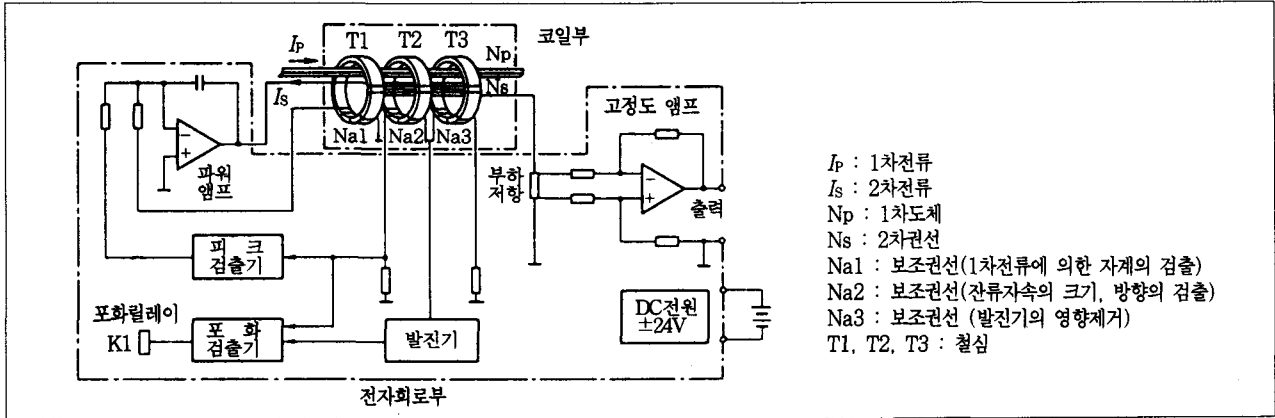 T1 T2 T3
코일부
IP
Np
Ns
IS
Na1 Na2 Na3
고정도 앰프
−
+
파워
앰프
부하
저항
−
+
출력
피 크
검출기
포화릴레이
K1
포 화
검출기
발진기
DC전원
±24V
전자회로부
IP : 1차전류
IS : 2차전류
Np : 1차도체
Ns : 2차권선
Na1 : 보조권선(1차전류에 의한 자계의 검출)
Na2 : 보조권선(잔류자속의 크기, 방향의 검출)
Na3 : 보조권선 (발진기의 영향제거)
T1, T2, T3 : 철심